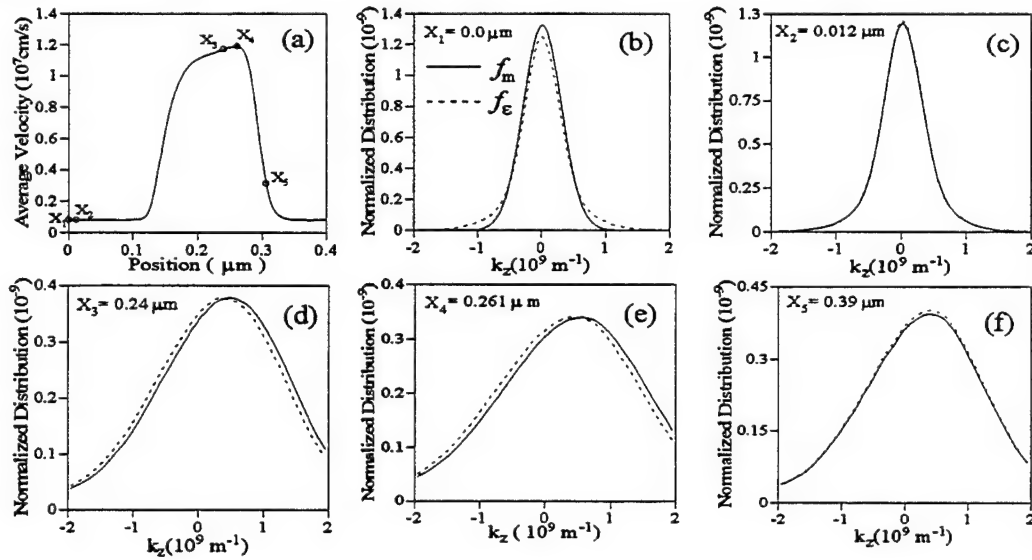 (a)
Average Velocity (10⁷cm/s)
1.4
1.2
1
0.8
0.6
0.4
0.2
0
X₃
X₄
X₅
X
X₂
0 0.1 0.2 0.3 0.4
Position ( μm)
(b)
X₁= 0.0 μm
fm
fε
Normalized Distribution (10⁻⁹)
1.4
1.2
1
0.8
0.6
0.4
0.2
0
-2 -1 0 1 2
k_z(10⁹ m⁻¹)
(c)
X₂= 0.012 μm
Normalized Distribution (10⁻⁹)
1.3
1
0.75
0.5
0.25
0
-2 -1 0 1 2
k_z(10⁹ m⁻¹)
(d)
X₃= 0.24 μm
Normalized Distribution (10⁻⁹)
0.4
0.3
0.2
0.1
0
-2 -1 0 1 2
k_z(10⁹ m⁻¹)
(e)
X₄= 0.261 μ m
Normalized Distribution (10⁻⁹)
0.4
0.3
0.2
0.1
0
-2 -1 0 1 2
k_z ( 10⁹ m⁻¹)
(f)
X₅= 0.39 μm
Normalized Distribution (10⁻⁹)
0.45
0.3
0.15
0
-2 -1 0 1 2
k_z(10⁹ m⁻¹)